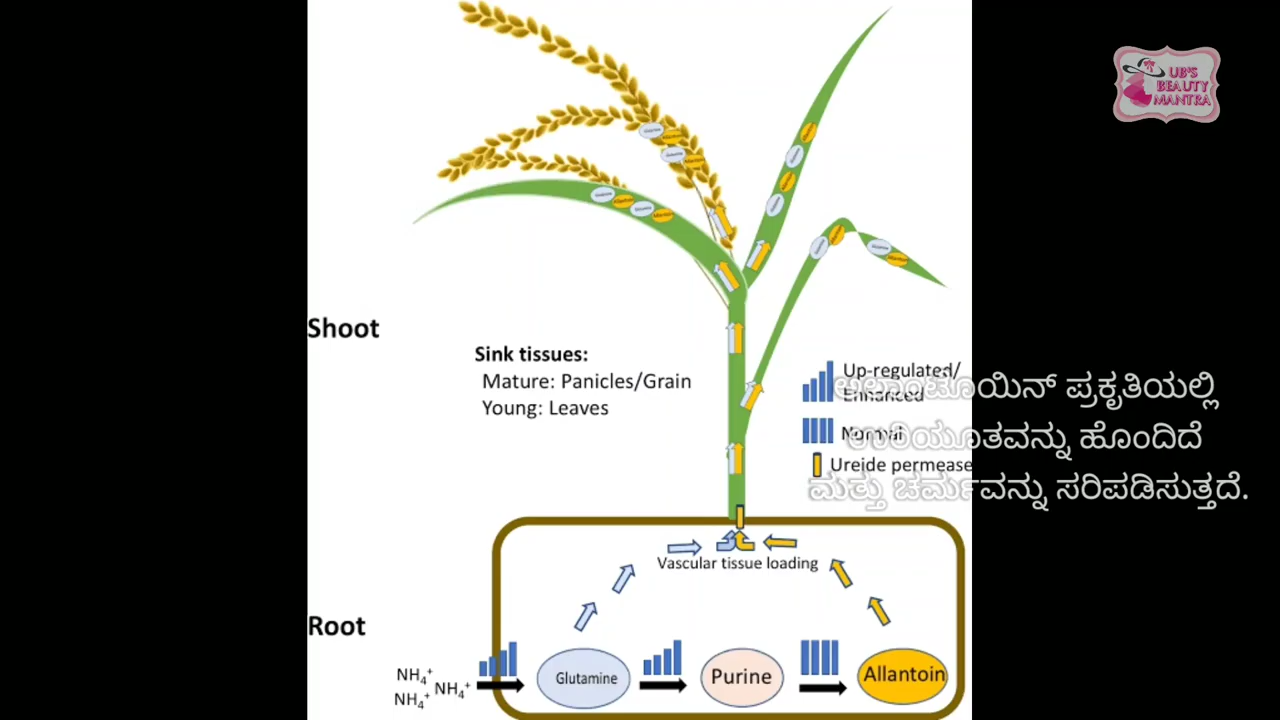 UB'S
BEAUTY
MANTRA
Shoot
Sink tissues:
Mature: Panicles/Grain
Young: Leaves
Up-regulated/
Enhanced
Normal
Ureide permease
ಅಲಾಂಟೊಯಿನ್ ಪ್ರಕೃತಿಯಲ್ಲಿ
ಉರಿಯೂತವನ್ನು ಹೊಂದಿದೆ
ಮತ್ತು ಚರ್ಮವನ್ನು ಸರಿಪಡಿಸುತ್ತದೆ.
Vascular tissue loading
Root
NH₄⁺
NH₄⁺
NH₄⁺
Glutamine
Purine
Allantoin